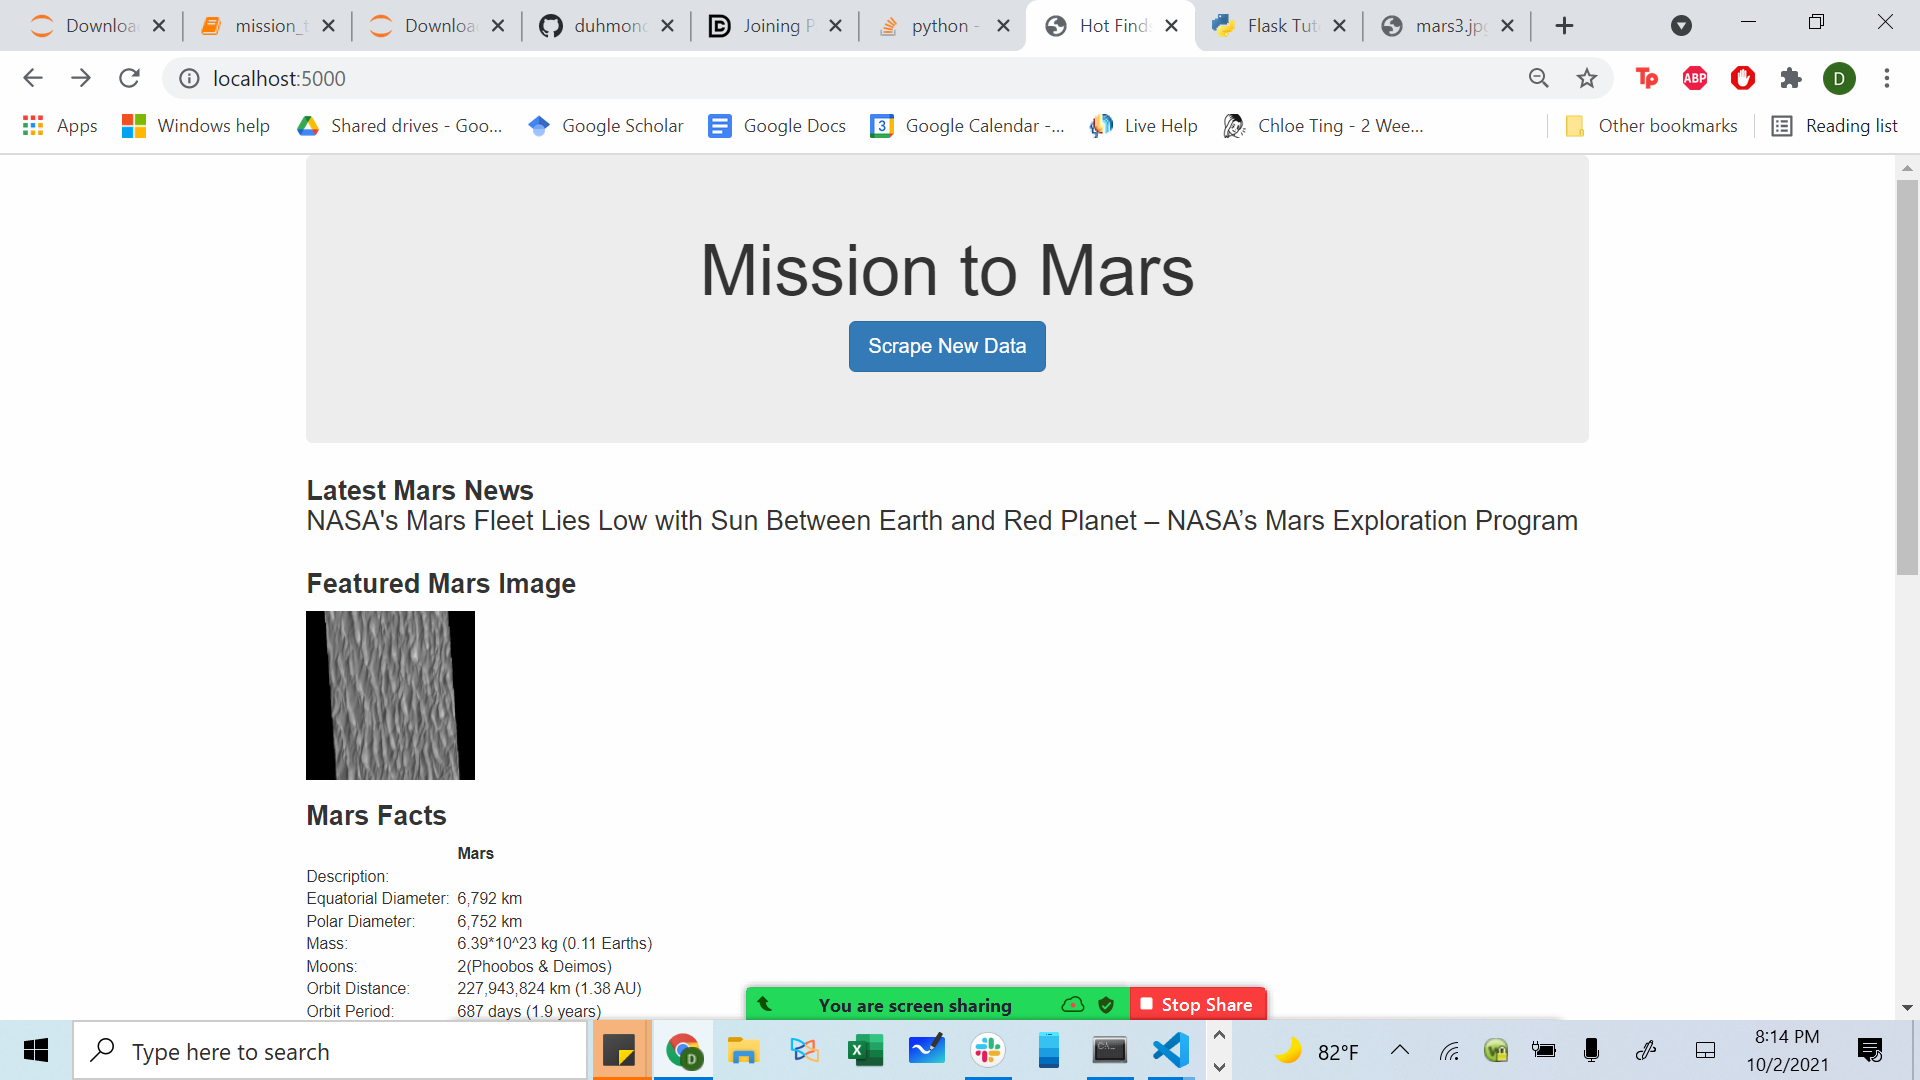 Downloa
mission_t
Downloa
duhmond
Joining P
python -
Hot Finds
Flask Tuto
mars3.jpg
localhost:5000
Tp
ABP
D
Apps
Windows help
Shared drives - Goo...
Google Scholar
Google Docs
3
Google Calendar -...
Live Help
Chloe Ting - 2 Wee...
Other bookmarks
Reading list
Mission to Mars
Scrape New Data
Latest Mars News
NASA's Mars Fleet Lies Low with Sun Between Earth and Red Planet – NASA’s Mars Exploration Program
Featured Mars Image
Mars Facts
Mars
Description:
Equatorial Diameter: 6,792 km
Polar Diameter: 6,752 km
Mass: 6.39*10^23 kg (0.11 Earths)
Moons: 2(Phoobos & Deimos)
Orbit Distance: 227,943,824 km (1.38 AU)
Orbit Period: 687 days (1.9 years)
You are screen sharing
Stop Share
Type here to search
D
82°F
8:14 PM
10/2/2021